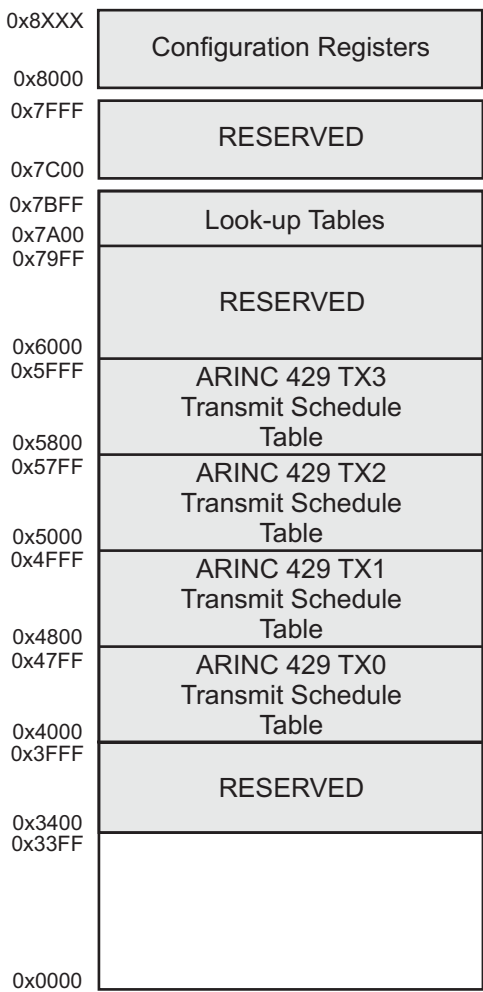 0x8XXX
Configuration Registers
0x8000
0x7FFF
RESERVED
0x7C00
0x7BFF
Look-up Tables
0x7A00
0x79FF
RESERVED
0x6000
0x5FFF
ARINC 429 TX3
Transmit Schedule
Table
0x5800
0x57FF
ARINC 429 TX2
Transmit Schedule
Table
0x5000
0x4FFF
ARINC 429 TX1
Transmit Schedule
Table
0x4800
0x47FF
ARINC 429 TX0
Transmit Schedule
Table
0x4000
0x3FFF
RESERVED
0x3400
0x33FF
0x0000